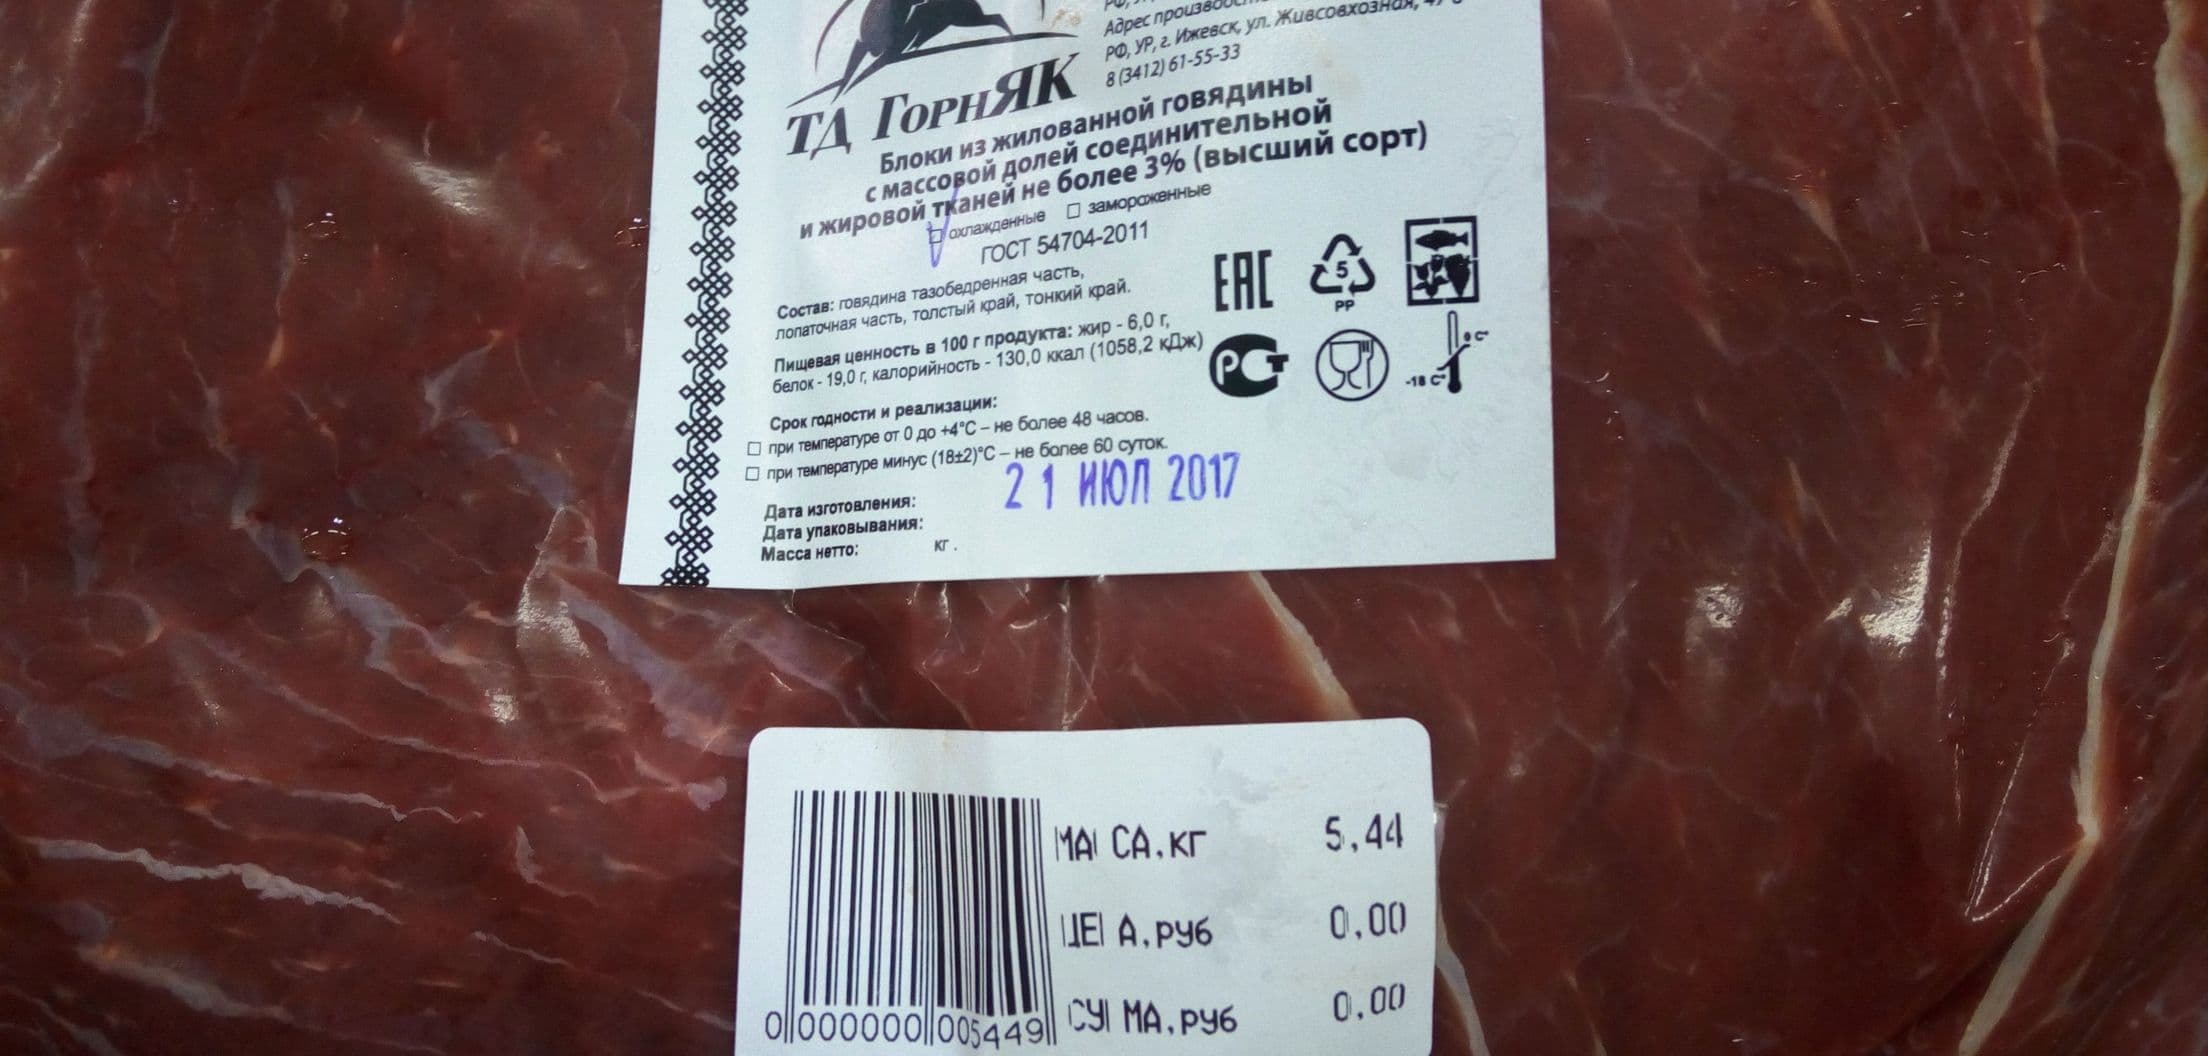 Адрес
РФ, УР, г. Ижевск, ул. Живсовхозная,
8 (3412) 61-55-33
ТД ГОРНЯК
Блоки из жилованной говядины
с массовой долей соединительной
и жировой тканей не более 3% (высший сорт)
охлажденные замороженные
ГОСТ 54704-2011
Состав: говядина тазобедренная часть,
лопаточная часть, толстый край, тонкий край.
Пищевая ценность в 100 г продукта: жир - 6,0 г,
белок - 19,0 г, калорийность - 130,0 ккал (1058,2 кДж)
EAC
5
PP
РСТ
0 C°
-18 C°
Срок годности и реализации:
при температуре от 0 до +4°C – не более 48 часов.
при температуре минус (18±2)°C – не более 60 суток.
21 ИЮЛ 2017
Дата изготовления:
Дата упаковывания:
Масса нетто: кг.
МА СА,КГ 5,44
ЦЕ А,РУБ 0,00
СУ МА,РУБ 0,00
0 000000 005449